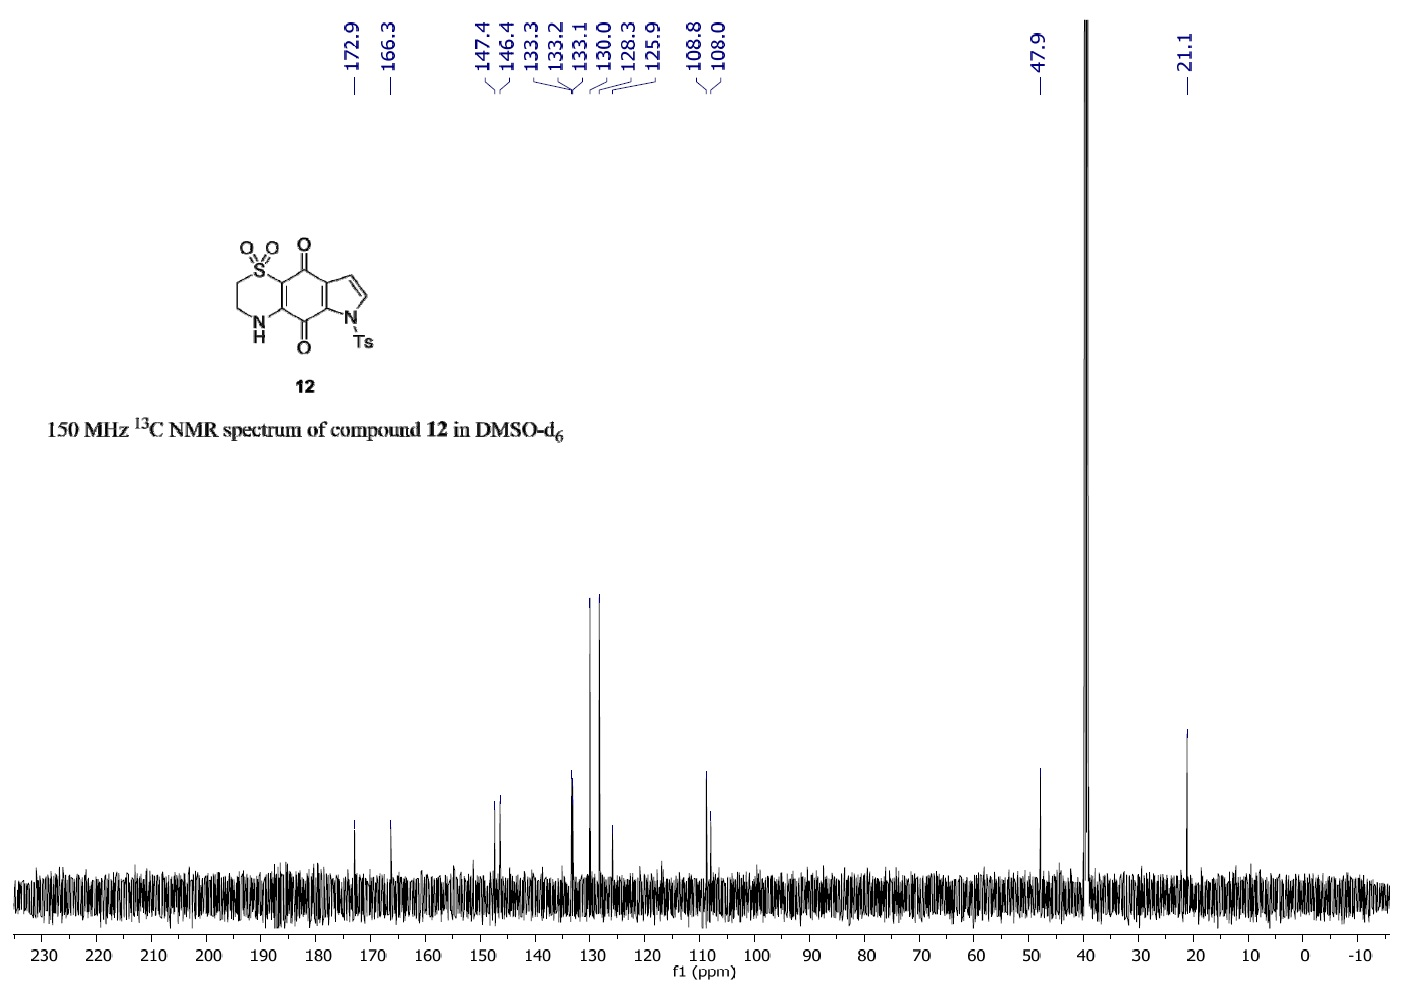 172.9
166.3
147.4
146.4
133.3
133.2
133.1
130.0
128.3
125.9
108.8
108.0
47.9
21.1
O O O
S
N
H
O
N
Ts
12
150 MHz ¹³C NMR spectrum of compound 12 in DMSO-d₆
230 220 210 200 190 180 170 160 150 140 130 120 110 100 90 80 70 60 50 40 30 20 10 0 -10
f1 (ppm)